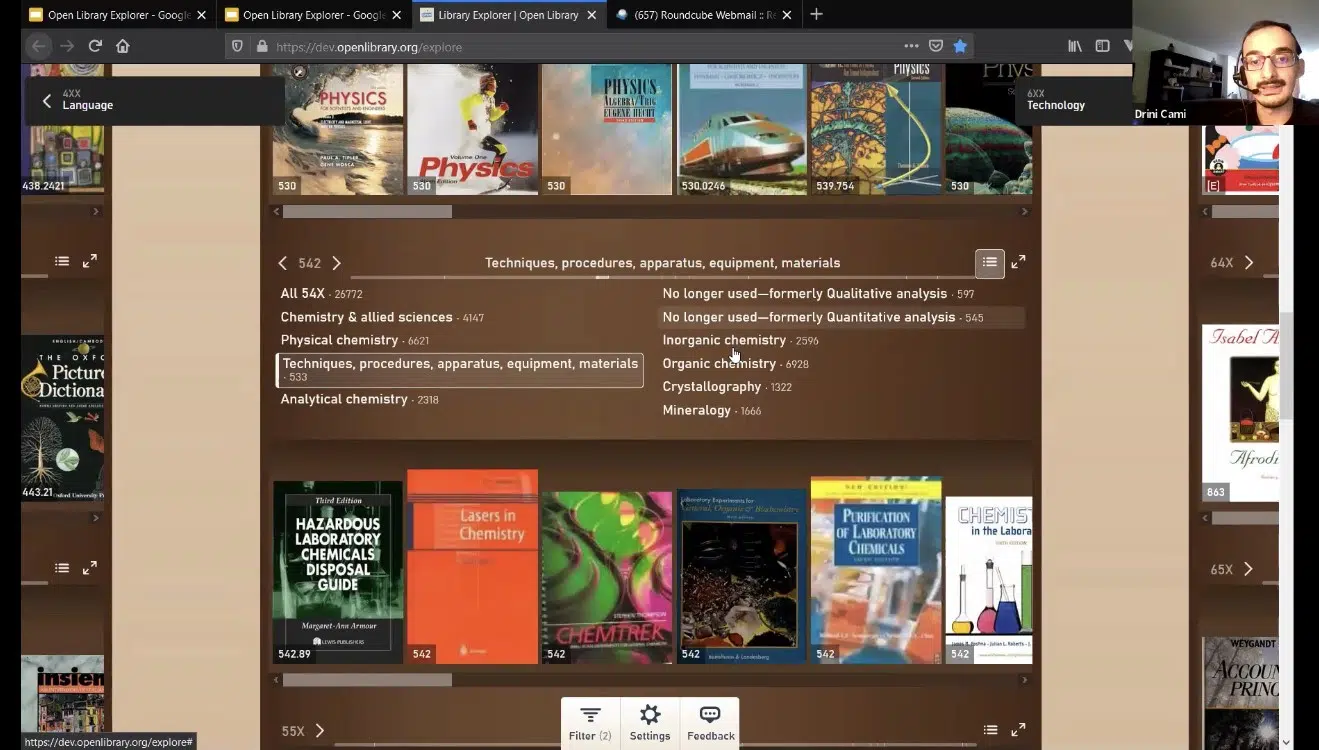 Open Library Explorer - Google
Open Library Explorer - Google
Library Explorer | Open Library
(657) Roundcube Webmail ::
https://dev.openlibrary.org/explore
4XX
Language
6XX
Technology
Drini Cami
PHYSICS
PAUL A. TIPLER
GENE MOSCA
Volume One
Physics
PHYSICS
ALGEBRA/TRIG
EUGENE HECHT
Physics
438.2421
530
530
530
530.0246
539.754
530
[E]
542
Techniques, procedures, apparatus, equipment, materials
64X
All 54X · 26772
Chemistry & allied sciences · 4147
Physical chemistry · 6621
Techniques, procedures, apparatus, equipment, materials
· 533
Analytical chemistry · 2318
No longer used—formerly Qualitative analysis · 597
No longer used—formerly Quantitative analysis · 545
Inorganic chemistry · 2596
Organic chemistry · 6928
Crystallography · 1322
Mineralogy · 1666
THE OXFO
Picture
Dictiona
443.21
Isabel A
Afrodi
863
Third Edition
HAZARDOUS
LABORATORY
CHEMICALS
DISPOSAL
GUIDE
Margaret-Ann Armour
LEWIS PUBLISHERS
542.89
Lasers in
Chemistry
542
STEPHEN THOMPSON
CHEMTREK
542
Laboratory Experiments for
General, Organic & Biochemistry
542
PURIFICATION
OF LABORATORY
CHEMICALS
542
CHEMIS
in the Labora
542
65X
WEYGANDT
ACCOU
PRINC
insien
55X
Filter (2)
Settings
Feedback
https://dev.openlibrary.org/explore#